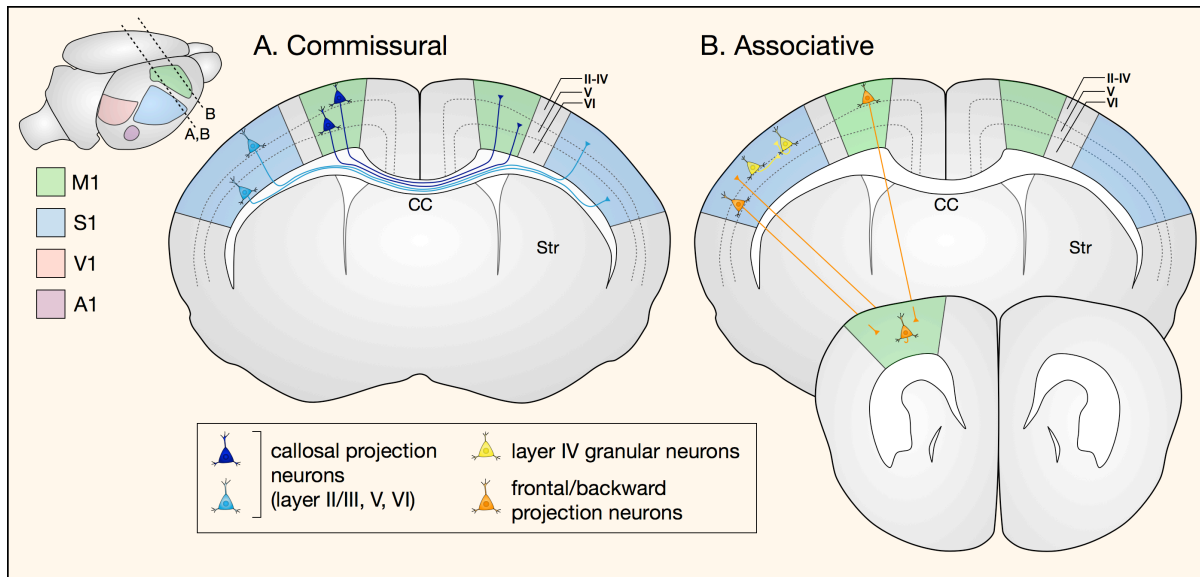 A. Commissural
B. Associative
B
A,B
M1
S1
V1
A1
II-IV
V
VI
CC
Str
II-IV
V
VI
CC
Str
callosal projection
neurons
(layer II/III, V, VI)
layer IV granular neurons
frontal/backward
projection neurons